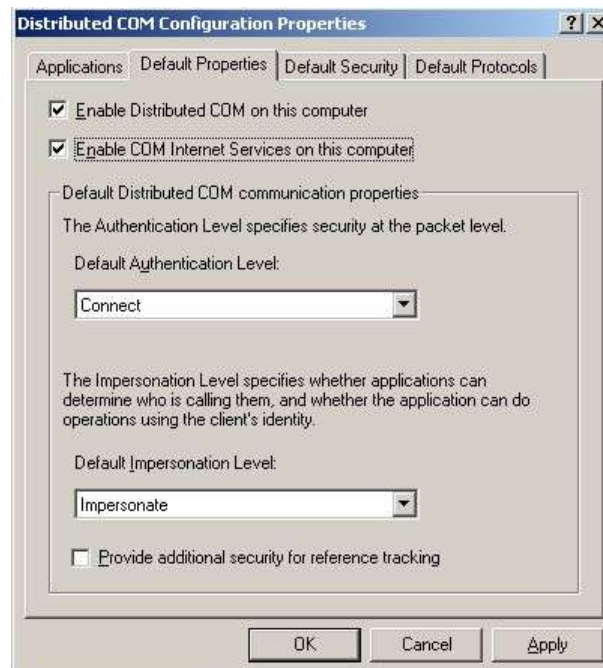 Distributed COM Configuration Properties
Applications Default Properties Default Security Default Protocols
Enable Distributed COM on this computer
Enable COM Internet Services on this computer
Default Distributed COM communication properties
The Authentication Level specifies security at the packet level.
Default Authentication Level:
Connect
The Impersonation Level specifies whether applications can
determine who is calling them, and whether the application can do
operations using the client's identity.
Default Impersonation Level:
Impersonate
Provide additional security for reference tracking
OK Cancel Apply